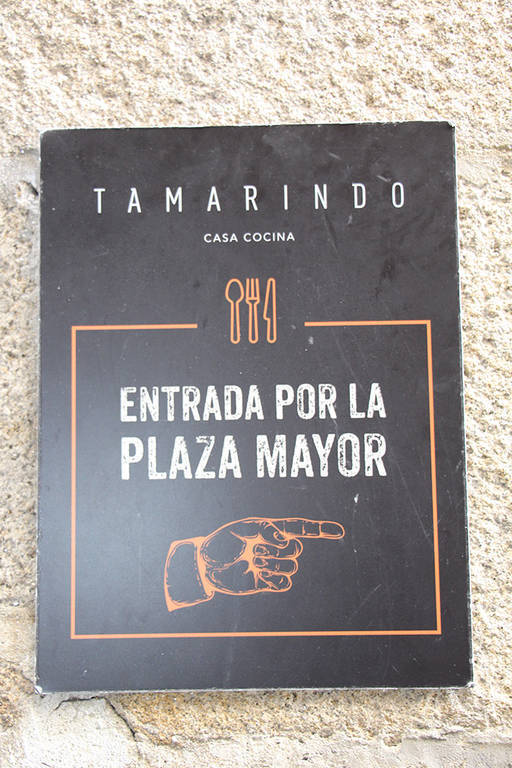 TAMARINDO
CASA COCINA
ENTRADA POR LA
PLAZA MAYOR